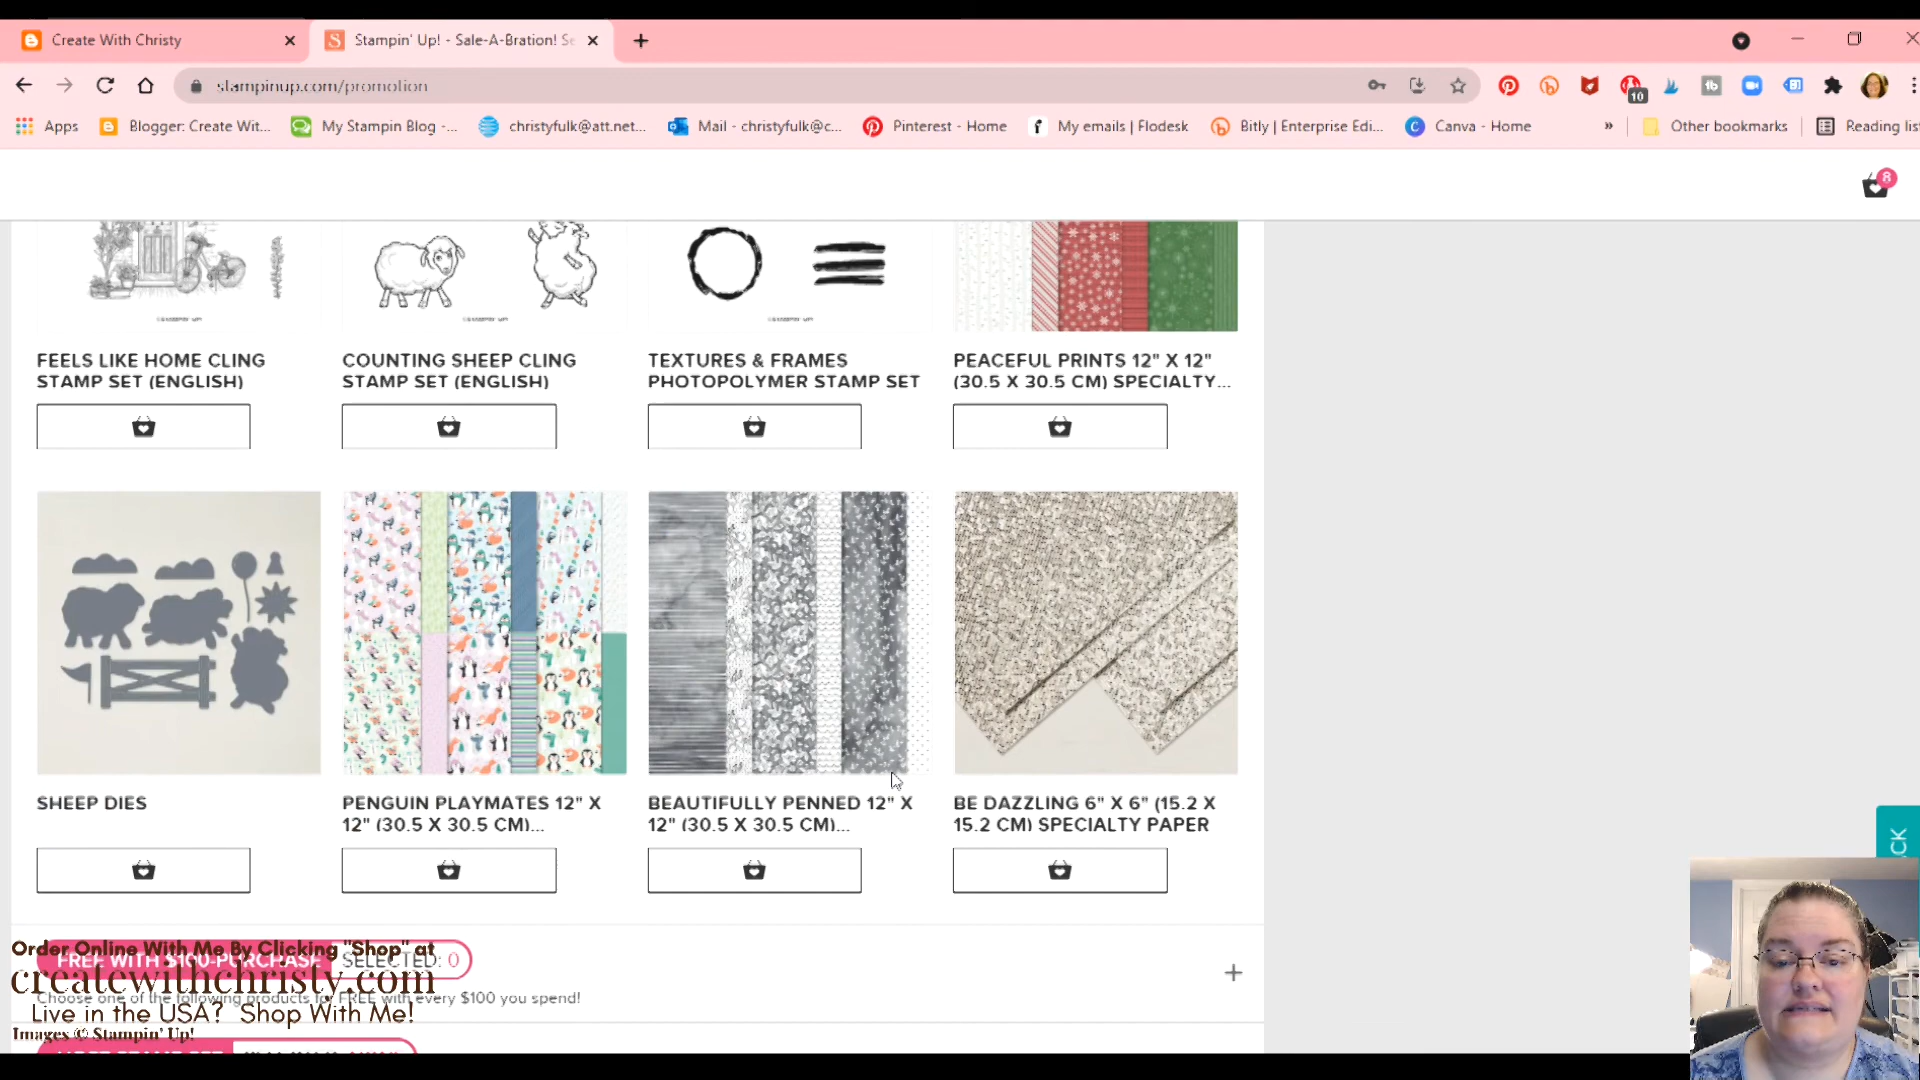 Create With Christy
Stampin' Up! - Sale-A-Bration! Se
stampinup.com/promotion
10
Apps
Blogger: Create Wit...
My Stampin Blog -...
christyfulk@att.net...
Mail - christyfulk@c...
Pinterest - Home
My emails | Flodesk
Bitly | Enterprise Edi...
Canva - Home
»
Other bookmarks
Reading list
8
FEELS LIKE HOME CLING
STAMP SET (ENGLISH)
COUNTING SHEEP CLING
STAMP SET (ENGLISH)
TEXTURES & FRAMES
PHOTOPOLYMER STAMP SET
PEACEFUL PRINTS 12" X 12"
(30.5 X 30.5 CM) SPECIALTY...
SHEEP DIES
PENGUIN PLAYMATES 12" X
12" (30.5 X 30.5 CM)...
BEAUTIFULLY PENNED 12" X
12" (30.5 X 30.5 CM)...
BE DAZZLING 6" X 6" (15.2 X
15.2 CM) SPECIALTY PAPER
CK
Order Online With Me By Clicking "Shop" at
FREE WITH $100-PURCHASE SELECTED: 0
createwithchristy.com
Choose one of the following products for FREE with every $100 you spend!
Live in the USA? Shop With Me!
Images © Stampin' Up!